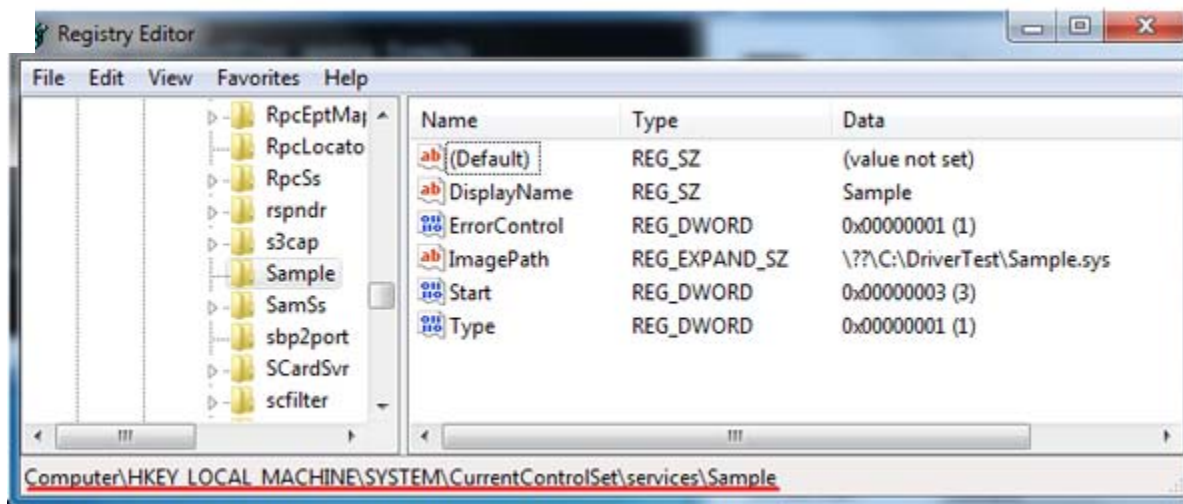 Registry Editor
File Edit View Favorites Help
RpcEptMap
RpcLocato
RpcSs
rspndr
s3cap
Sample
SamSs
sbp2port
SCardSvr
scfilter
Name Type Data
(Default) REG_SZ (value not set)
DisplayName REG_SZ Sample
ErrorControl REG_DWORD 0x00000001 (1)
ImagePath REG_EXPAND_SZ \??\C:\DriverTest\Sample.sys
Start REG_DWORD 0x00000003 (3)
Type REG_DWORD 0x00000001 (1)
Computer\HKEY_LOCAL_MACHINE\SYSTEM\CurrentControlSet\services\Sample